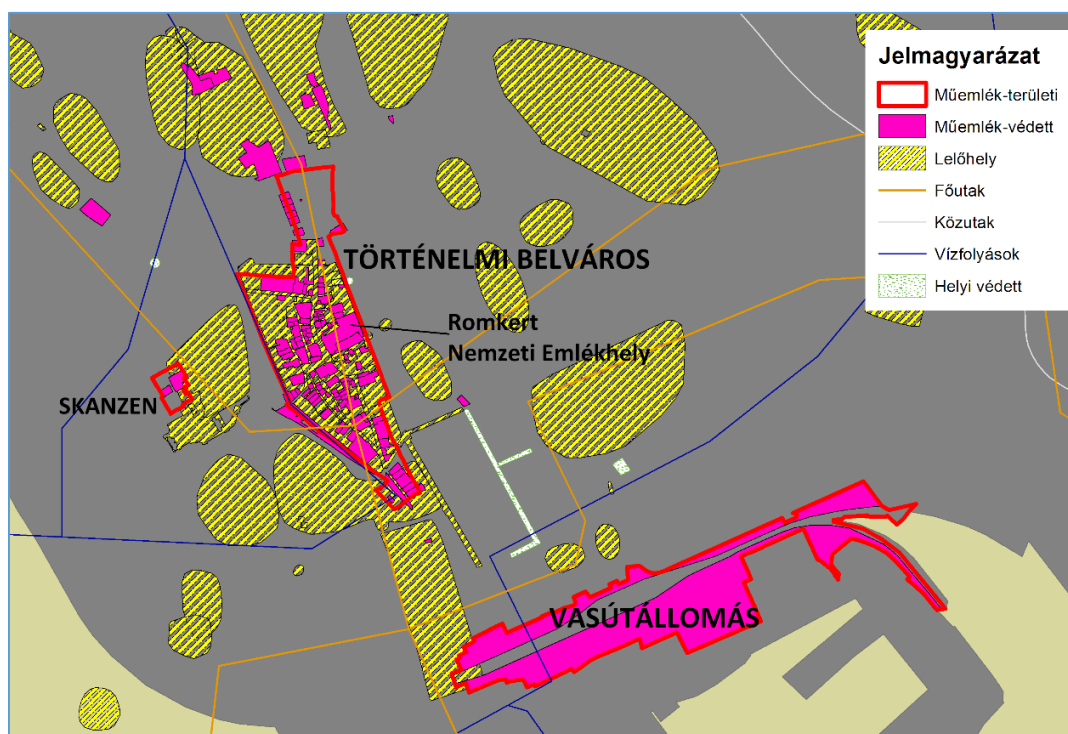 Jelmagyarázat
Műemlék-területi
Műemlék-védett
Lelőhely
Főutak
Közutak
Vízfolyások
Helyi védett
TÖRTÉNELMI BELVÁROS
Romkert
Nemzeti Emlékhely
SKANZEN
VASÚTÁLLOMÁS